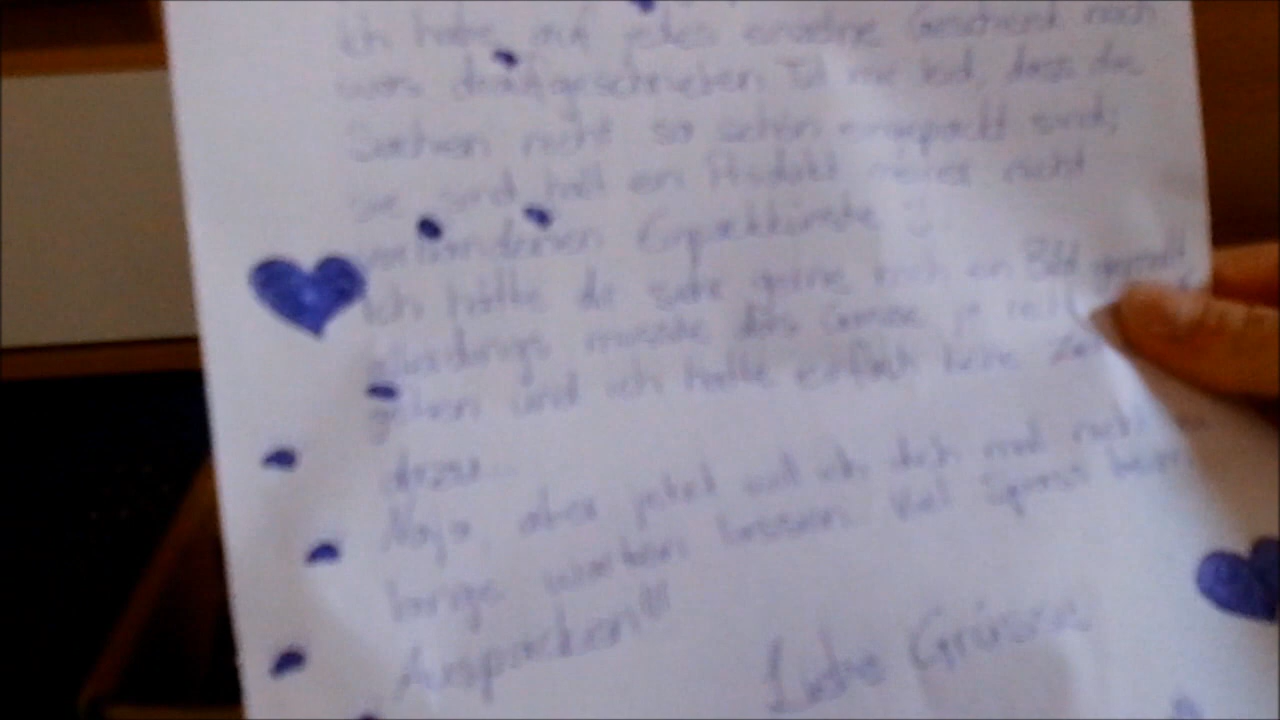 ich habe auf jedes einzelne Geschenk noch
was draufgeschrieben. Tut mir leid, dass die
Sachen nicht so schön eingepackt sind,
sie sind halt ein Produkt meines nicht
vorhandenen Einpackkünste
Ich hätte dir sehr gerne noch ein Bild gemalt,
allerdings musste das Ganze ja recht
gehen und ich hatte einfach keine Zeit
dazu...
Naja, aber jetzt will ich dich mal nicht
lange warten lassen. Viel Spass beim
Auspacken!!!
Liebe Grüsse